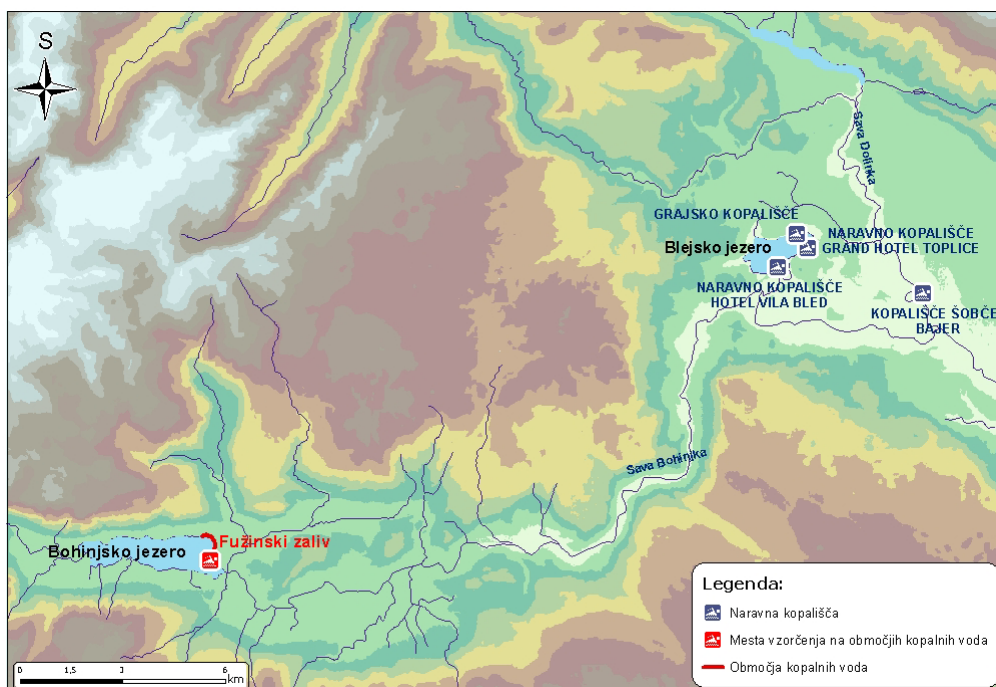 S
Sava Dolinka
GRAJSKO KOPALIŠČE
NARAVNO KOPALIŠČE
GRAND HOTEL TOPLICE
Blejsko jezero
NARAVNO KOPALIŠČE
HOTEL VILA BLED
KOPALIŠČE ŠOBČEV
BAJER
Sava Bohinjka
Fužinski zaliv
Bohinjsko jezero
Legenda:
Naravna kopališča
Mesta vzorčenja na območjih kopalnih voda
Območja kopalnih voda
0 1,5 3 6
km